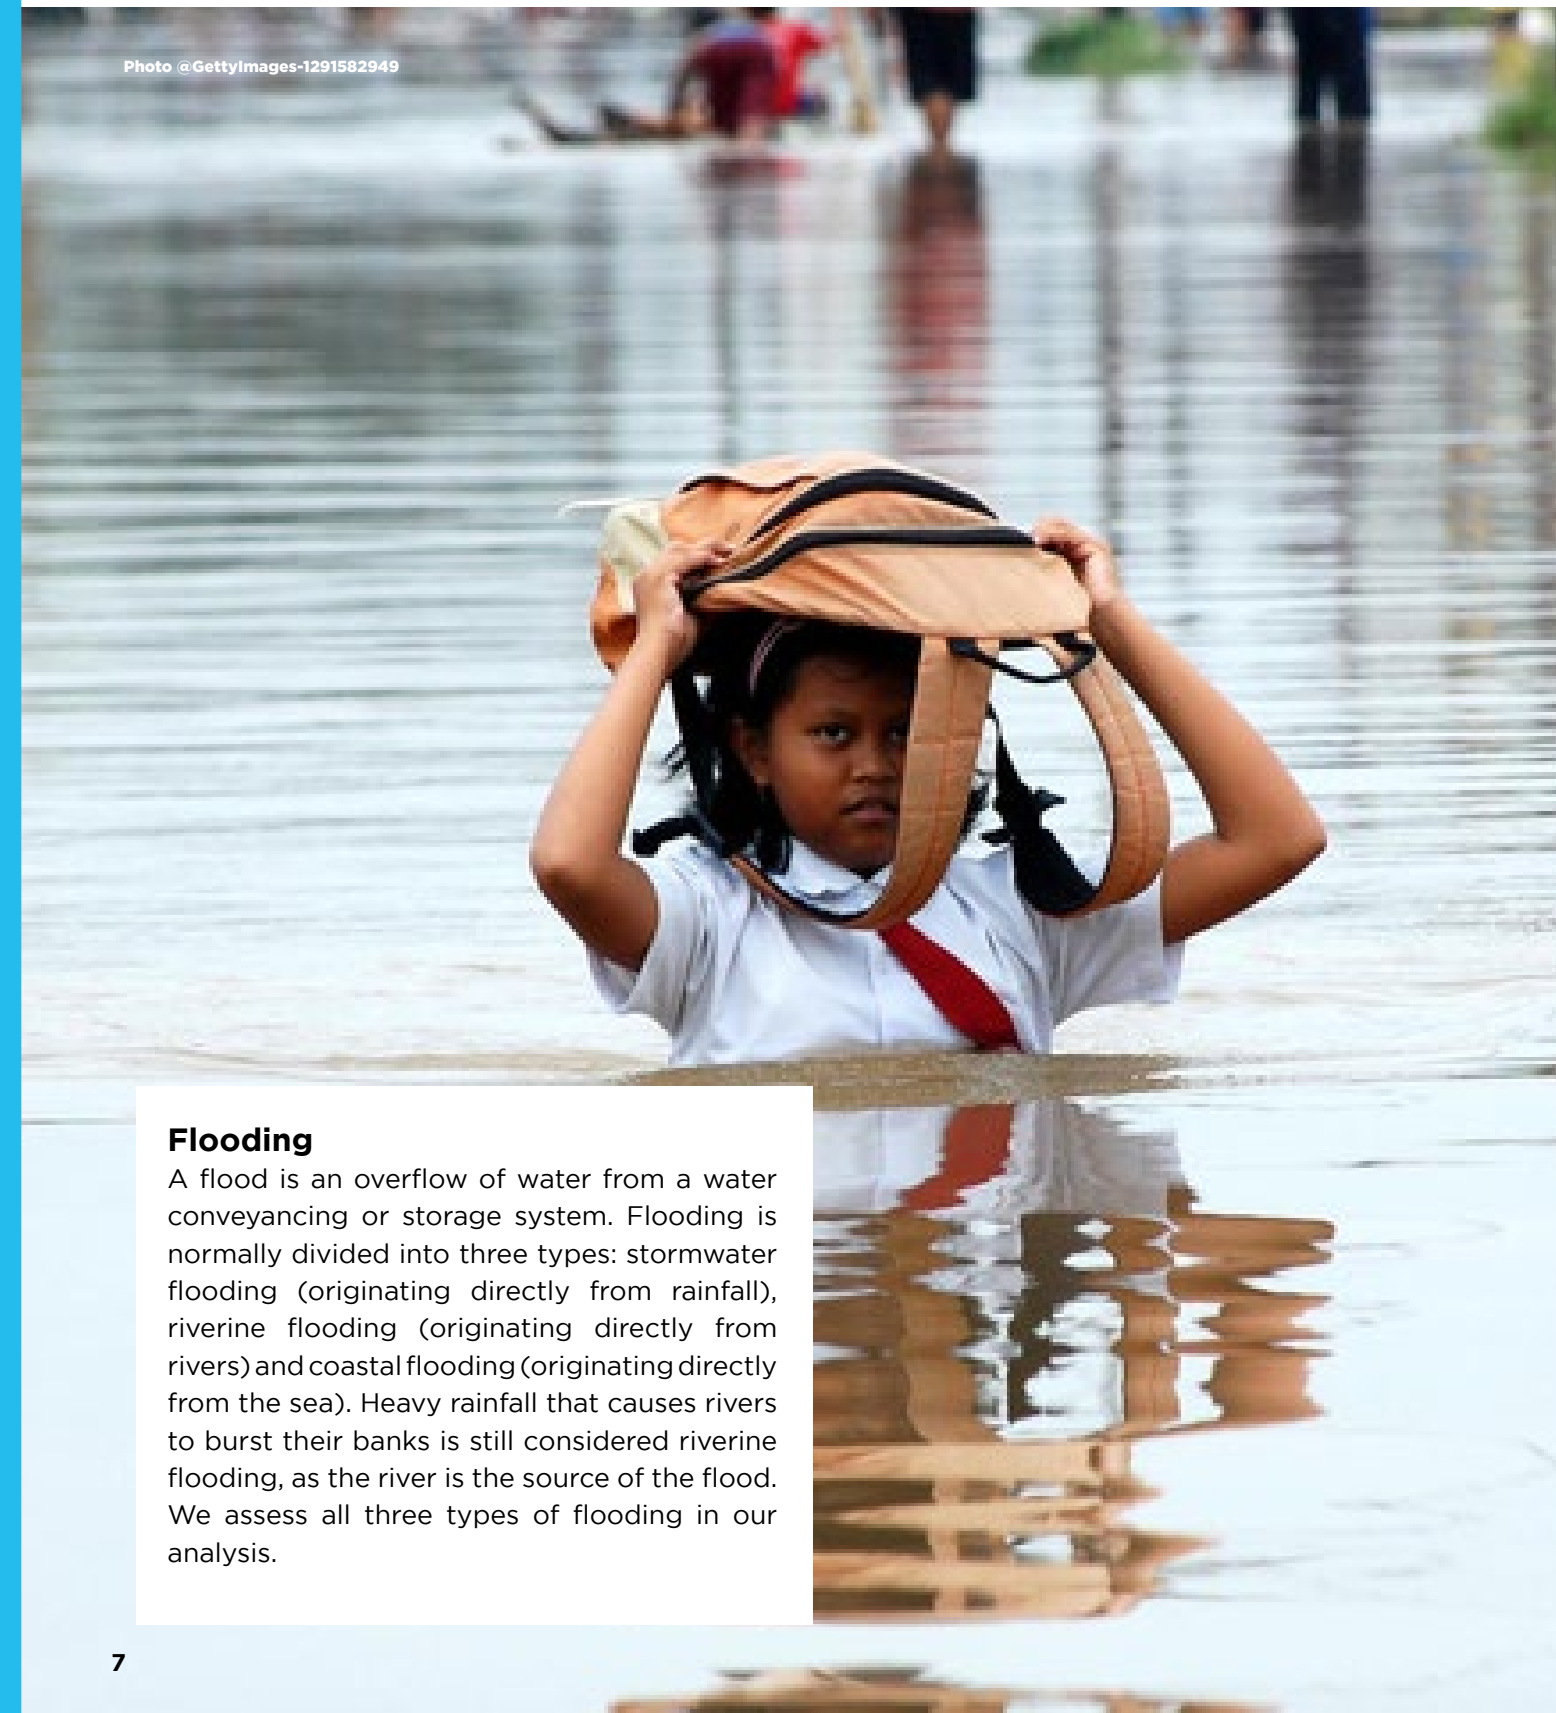 Photo @GettyImages-1291582949
Flooding
A flood is an overflow of water from a water
conveyancing or storage system. Flooding is
normally divided into three types: stormwater
flooding (originating directly from rainfall),
riverine flooding (originating directly from
rivers) and coastal flooding (originating directly
from the sea). Heavy rainfall that causes rivers
to burst their banks is still considered riverine
flooding, as the river is the source of the flood.
We assess all three types of flooding in our
analysis.
7